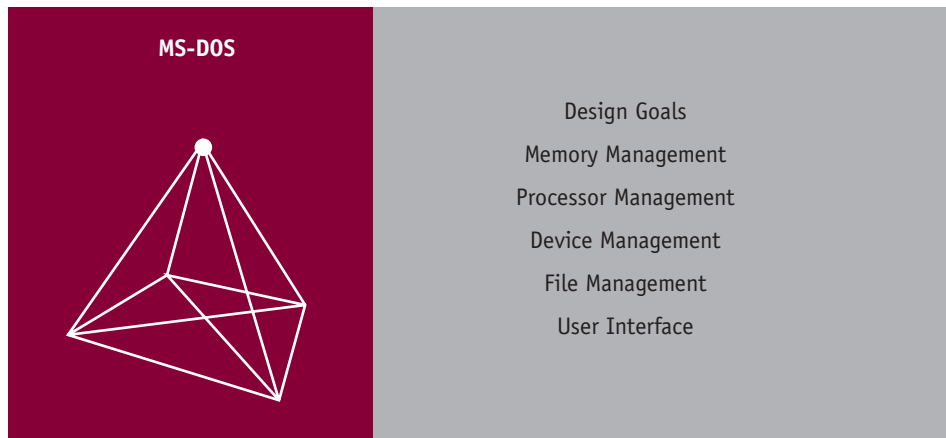 MS-DOS
Design Goals
Memory Management
Processor Management
Device Management
File Management
User Interface